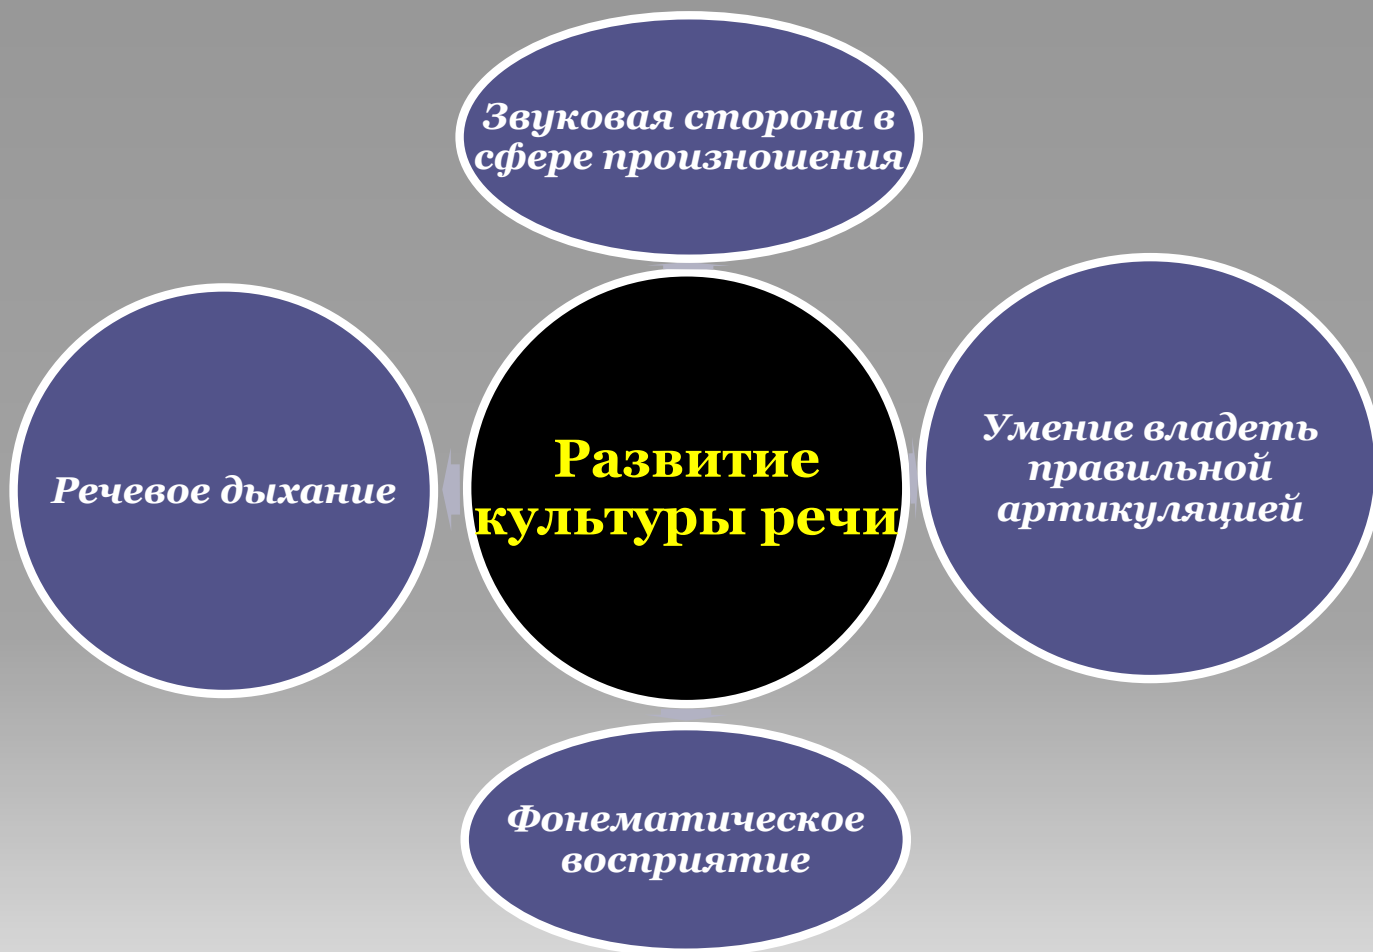 Звуковая сторона в
сфере произношения
Речевое дыхание
Развитие
культуры речи
Умение владеть
правильной
артикуляцией
Фонематическое
восприятие